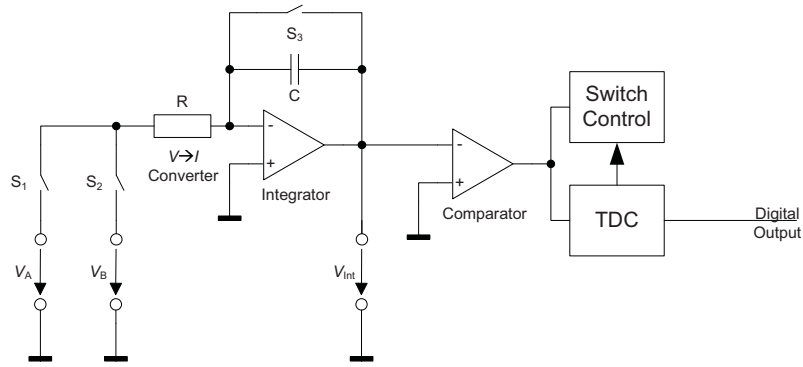 S3
C
R
V→I
Converter
-
+
Integrator
S1
S2
VA
VB
VInt
-
+
Comparator
Switch
Control
TDC
Digital
Output